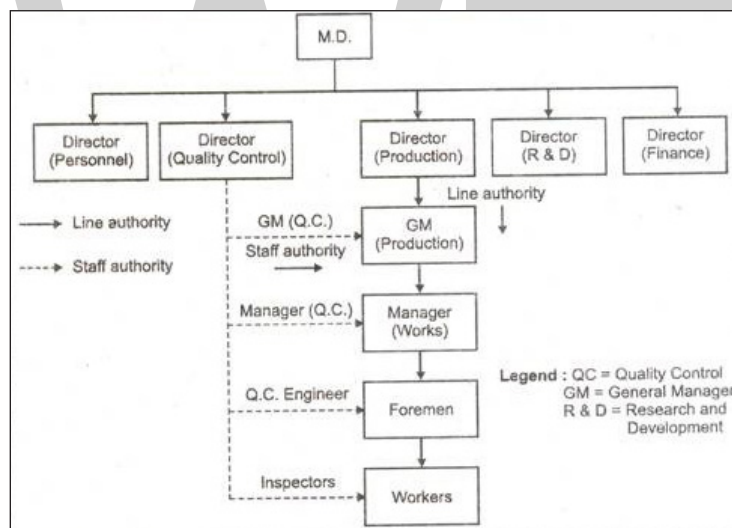 M.D.
Director
(Personnel)
Director
(Quality Control)
Director
(Production)
Director
(R & D)
Director
(Finance)
Line authority
Line authority
Staff authority
GM (Q.C.)
Staff authority
GM
(Production)
Manager (Q.C.)
Manager
(Works)
Q.C. Engineer
Foremen
Inspectors
Workers
Legend : QC = Quality Control
GM = General Manager
R & D = Research and
Development